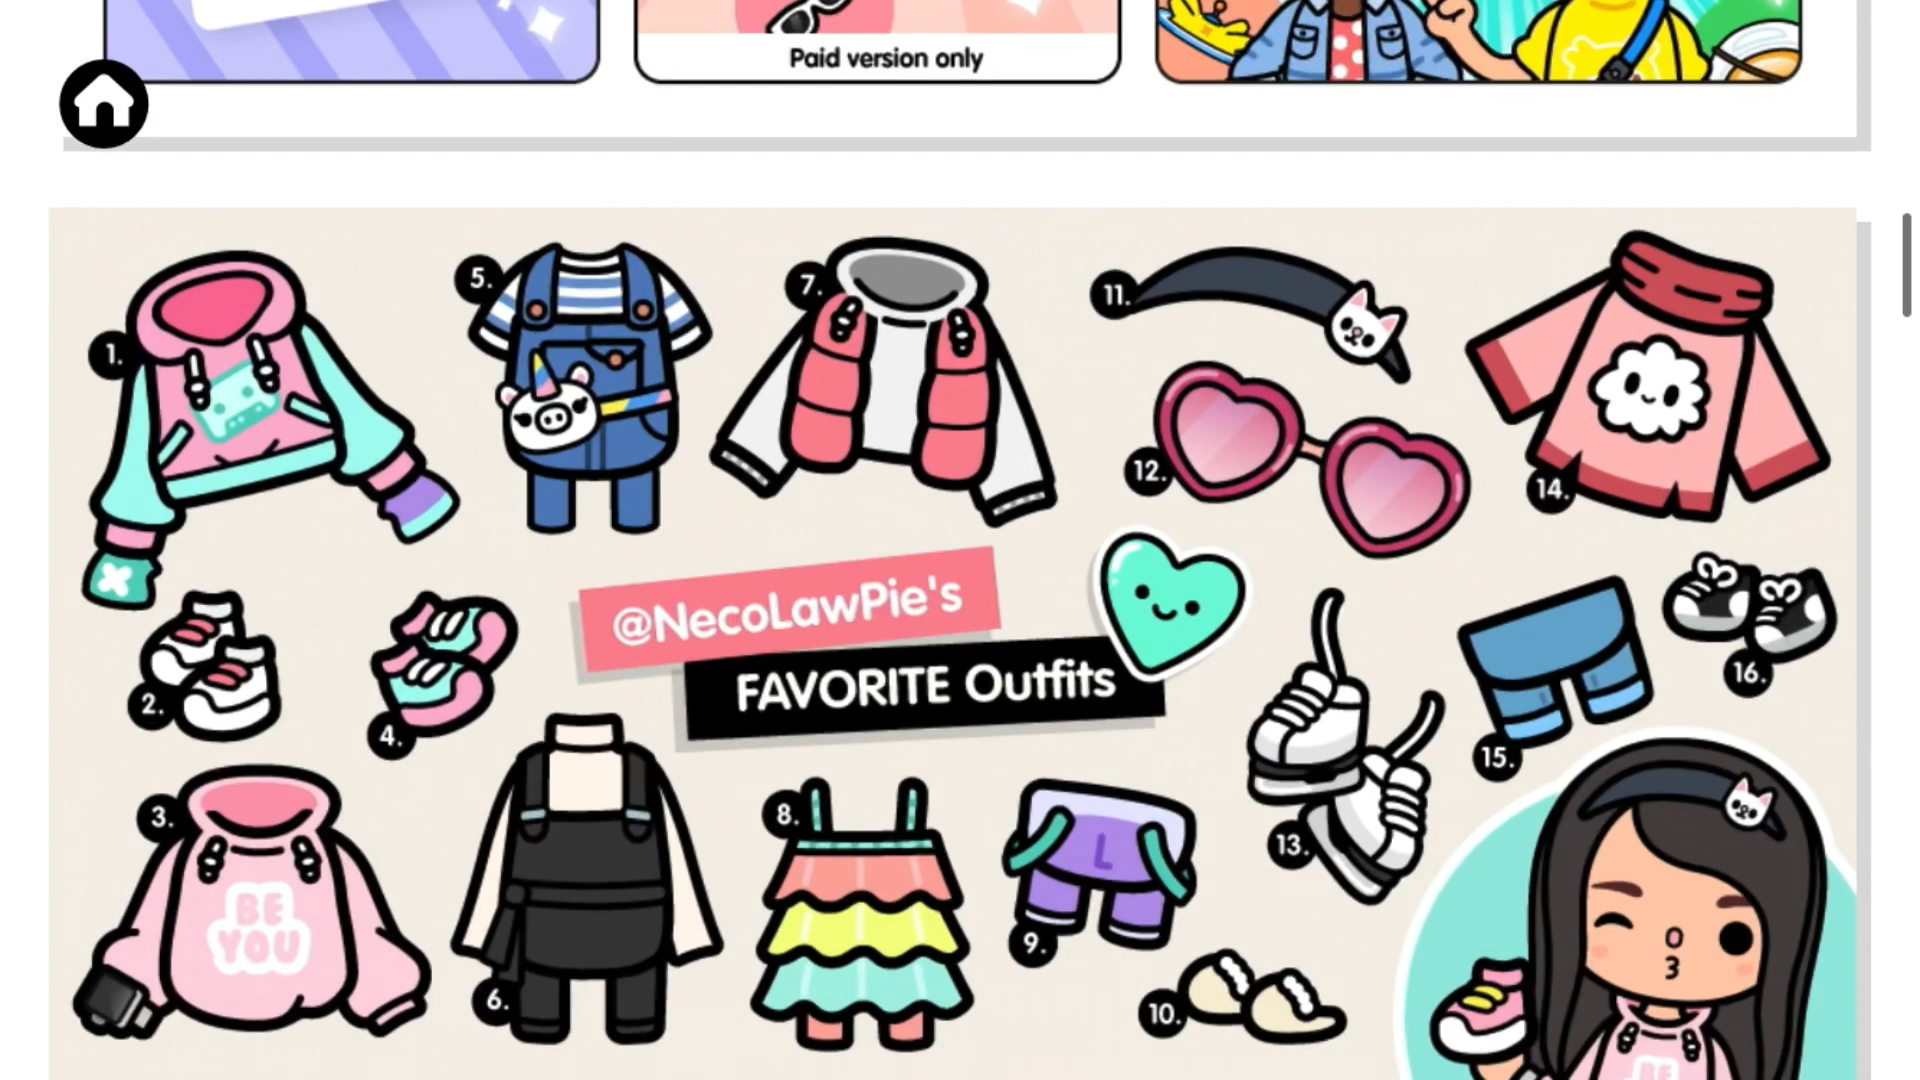 Paid version only
1.
5.
7.
11.
12.
14.
@NecoLawPie's
FAVORITE Outfits
2.
4.
16.
15.
3.
BE
YOU
8.
L
13.
9.
6.
10.
BE